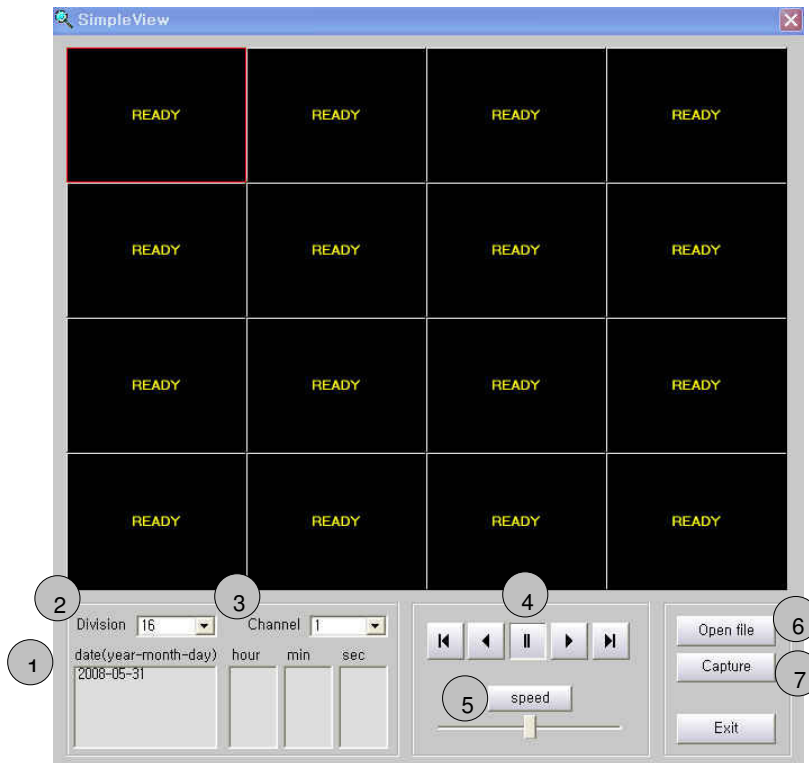 SimpleView
READY READY READY READY
READY READY READY READY
READY READY READY READY
READY READY READY READY
2 3 4
Division 16 Channel 1
6
Open file
1
date(year-month-day) hour min sec
2008-05-31
Capture
7
5
speed
Exit